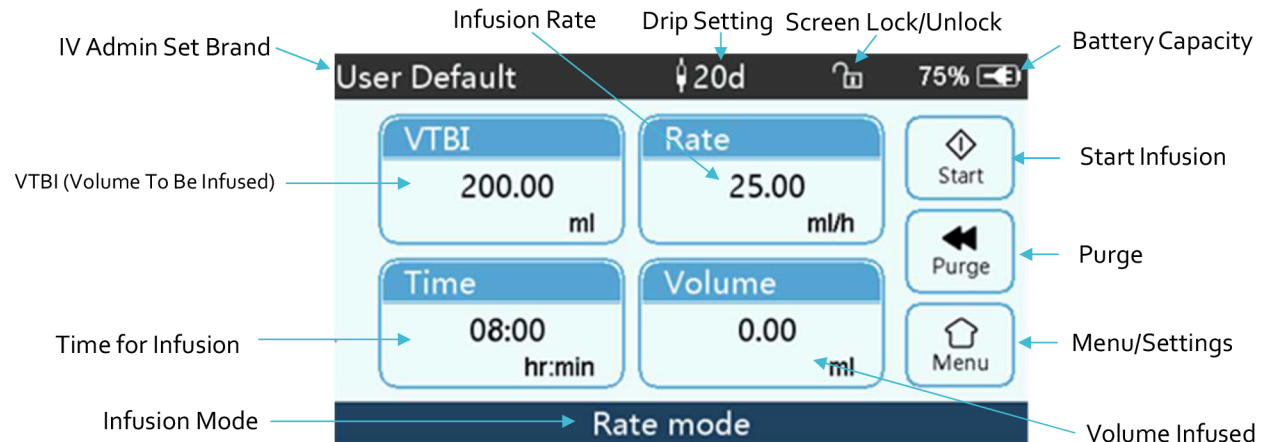 Infusion Rate
Drip Setting
Screen Lock/Unlock
IV Admin Set Brand
Battery Capacity
User Default
20d
75%
VTBI
200.00
ml
Rate
25.00
ml/h
Start
Start Infusion
VTBI (Volume To Be Infused)
Purge
Purge
Time
08:00
hr:min
Volume
0.00
ml
Menu
Menu/Settings
Time for Infusion
Infusion Mode
Rate mode
Volume Infused